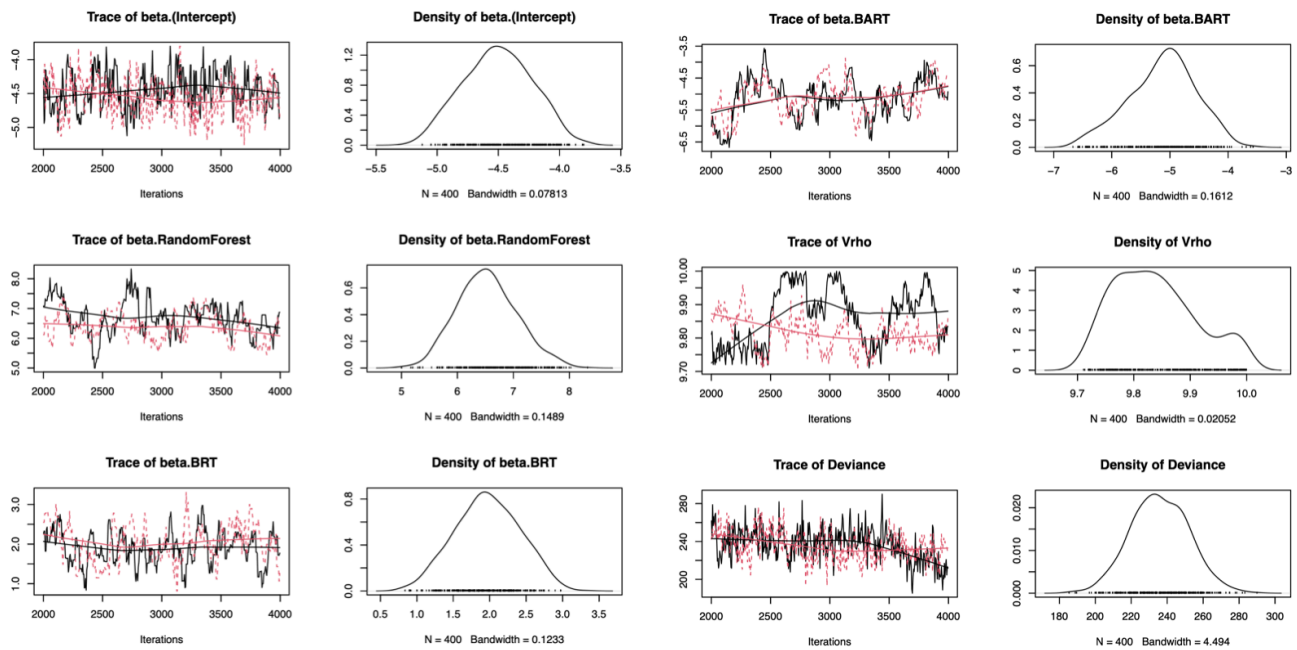 Trace of beta.(Intercept)
−4.0
−4.5
−5.0
2000 2500 3000 3500 4000
Iterations
Density of beta.(Intercept)
1.2
0.8
0.4
0.0
−5.5 −5.0 −4.5 −4.0 −3.5
N = 400 Bandwidth = 0.07813
Trace of beta.BART
−3.5
−4.5
−5.5
−6.5
2000 2500 3000 3500 4000
Iterations
Density of beta.BART
0.6
0.4
0.2
0.0
−7 −6 −5 −4 −3
N = 400 Bandwidth = 0.1612
Trace of beta.RandomForest
8.0
7.0
6.0
5.0
2000 2500 3000 3500 4000
Iterations
Density of beta.RandomForest
0.6
0.4
0.2
0.0
5 6 7 8
N = 400 Bandwidth = 0.1489
Trace of Vrho
10.00
9.90
9.80
9.70
2000 2500 3000 3500 4000
Iterations
Density of Vrho
5
4
3
2
1
0
9.7 9.8 9.9 10.0
N = 400 Bandwidth = 0.02052
Trace of beta.BRT
3.0
2.0
1.0
2000 2500 3000 3500 4000
Iterations
Density of beta.BRT
0.8
0.4
0.0
0.5 1.0 1.5 2.0 2.5 3.0 3.5
N = 400 Bandwidth = 0.1233
Trace of Deviance
280
240
200
2000 2500 3000 3500 4000
Iterations
Density of Deviance
0.020
0.010
0.000
180 200 220 240 260 280 300
N = 400 Bandwidth = 4.494